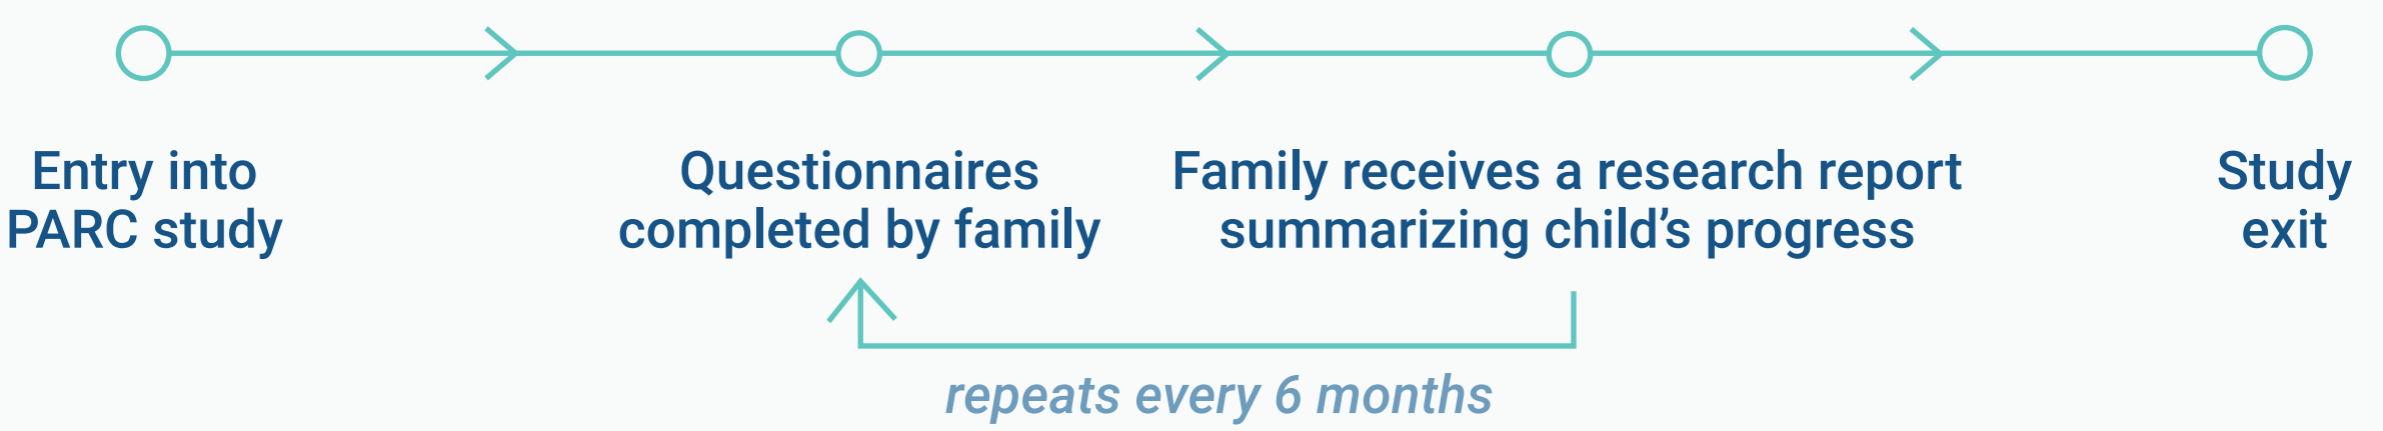 Entry into
PARC study
Questionnaires
completed by family
Family receives a research report
summarizing child's progress
Study
exit
repeats every 6 months